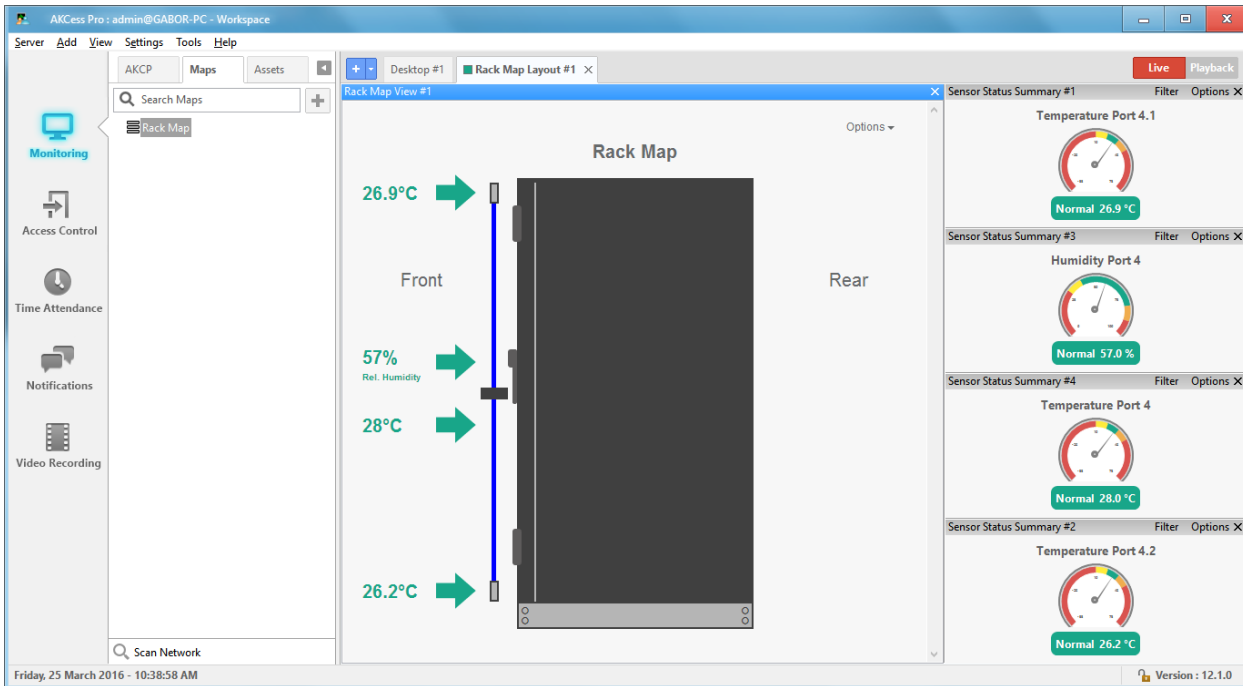 AKCess Pro : admin@GABOR-PC - Workspace
Server Add View Settings Tools Help
AKCP Maps Assets
Search Maps
Rack Map
Monitoring
Access Control
Time Attendance
Notifications
Video Recording
Scan Network
Desktop #1 Rack Map Layout #1
Live Playback
Rack Map View #1
Options
Rack Map
26.9°C
Front
Rear
57%
Rel. Humidity
28°C
26.2°C
Sensor Status Summary #1 Filter Options
Temperature Port 4.1
Normal 26.9 °C
Sensor Status Summary #3 Filter Options
Humidity Port 4
Normal 57.0 %
Sensor Status Summary #4 Filter Options
Temperature Port 4
Normal 28.0 °C
Sensor Status Summary #2 Filter Options
Temperature Port 4.2
Normal 26.2 °C
Friday, 25 March 2016 - 10:38:58 AM
Version : 12.1.0